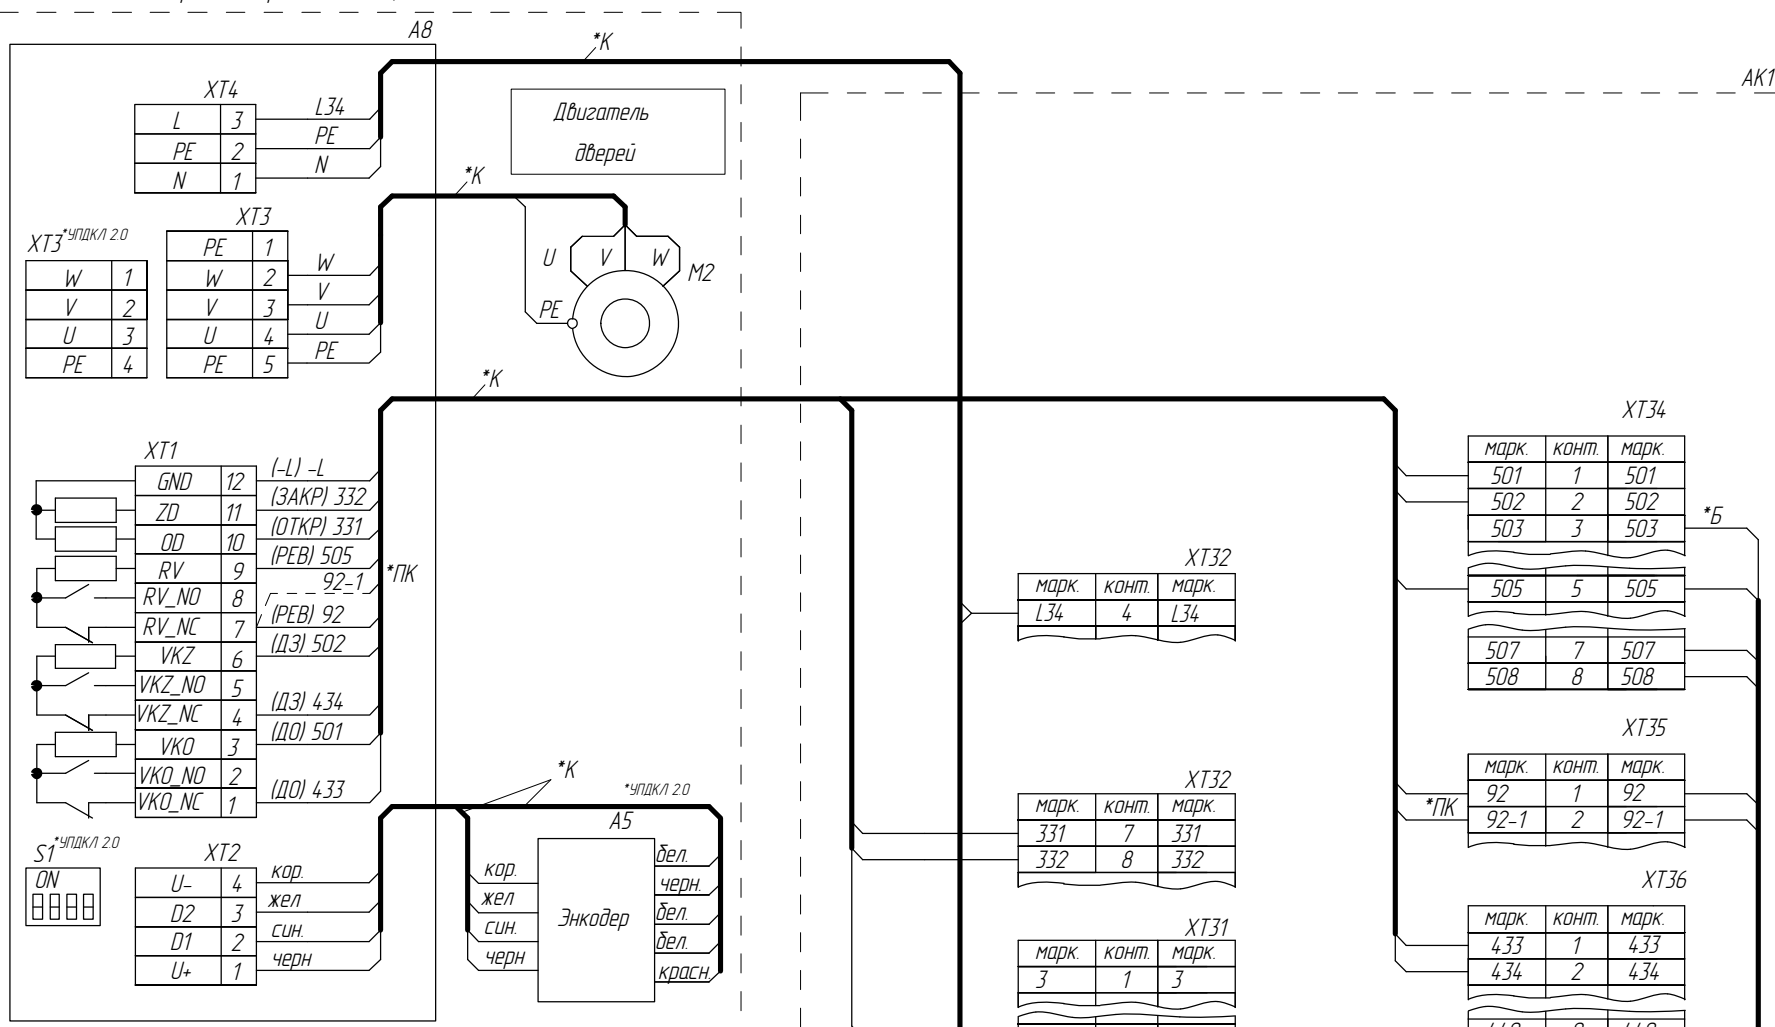 A8
*К
АК1
XT4
L 3 L34
PE 2 PE
N 1 N
Двигатель
дверей
*К
XT3
XT3 *УПДКЛ 2.0
PE 1
W 2 W
V 3 V
U 4 U
PE 5 PE
W 1
V 2
U 3
PE 4
U V W
M2
PE
*К
XT1
GND 12 (-L) -L
ZD 11 (ЗАКР) 332
OD 10 (ОТКР) 331
RV 9 (РЕВ) 505
92-1
*ПК
RV_NO 8
RV_NC 7 (РЕВ) 92
VKZ 6 (ДЗ) 502
VKZ_NO 5
VKZ_NC 4 (ДЗ) 434
VKO 3 (ДО) 501
VKO_NO 2
VKO_NC 1 (ДО) 433
*К
*УПДКЛ 2.0
S1 *УПДКЛ 2.0
ON
XT2
U- 4 кор.
D2 3 жел
D1 2 син.
U+ 1 черн
A5
кор.
жел
син.
черн
Энкодер
бел.
черн.
бел.
бел.
красн.
XT32
марк. конт. марк.
L34 4 L34
XT32
марк. конт. марк.
331 7 331
332 8 332
XT31
марк. конт. марк.
3 1 3
XT34
марк. конт. марк.
501 1 501
502 2 502
503 3 503
*Б
505 5 505
507 7 507
508 8 508
XT35
марк. конт. марк.
92 1 92
*ПК
92-1 2 92-1
XT36
марк. конт. марк.
433 1 433
434 2 434